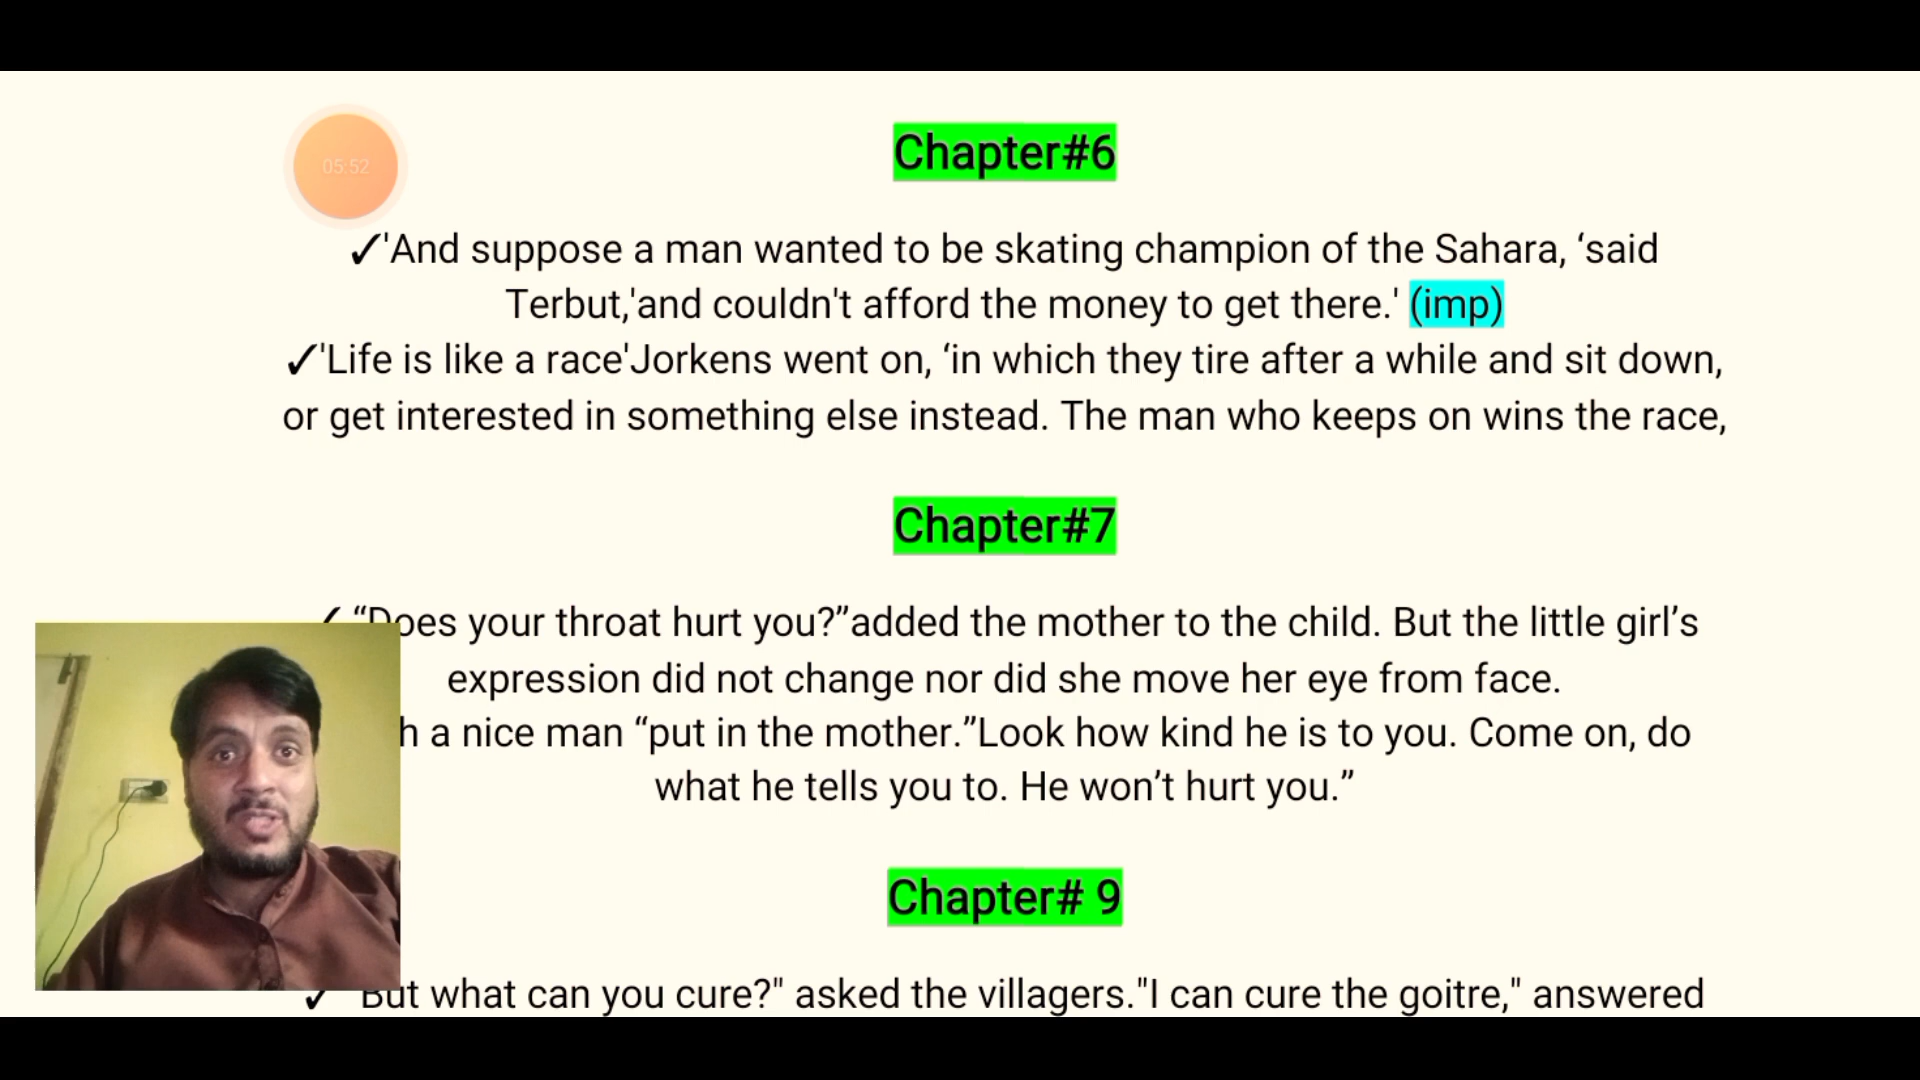 05:52
Chapter#6
✓'And suppose a man wanted to be skating champion of the Sahara, ‘said
Terbut,'and couldn't afford the money to get there.' (imp)
✓'Life is like a race'Jorkens went on, ‘in which they tire after a while and sit down,
or get interested in something else instead. The man who keeps on wins the race,
Chapter#7
✓ “Does your throat hurt you?”added the mother to the child. But the little girl’s
expression did not change nor did she move her eye from face.
a nice man “put in the mother.”Look how kind he is to you. Come on, do
what he tells you to. He won’t hurt you.”
Chapter# 9
✓ "But what can you cure?" asked the villagers."I can cure the goitre," answered